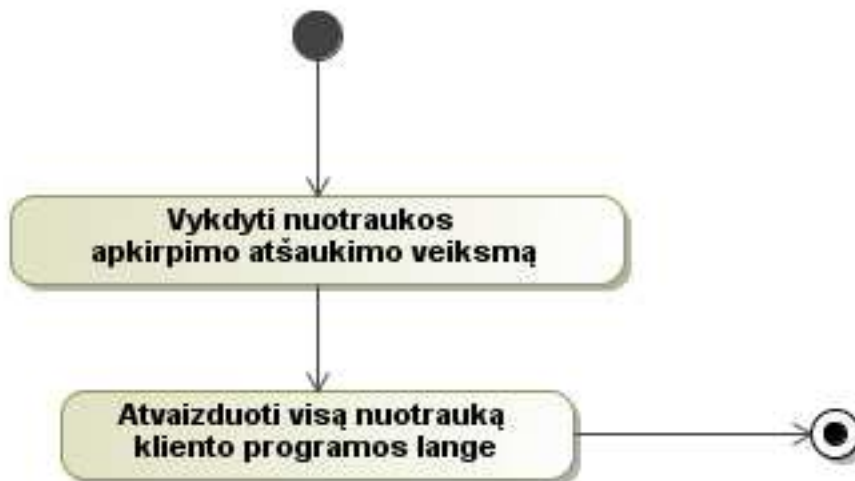 Vykdyti nuotraukos
apkirpimo atšaukimo veiksmą
Atvaizduoti visą nuotrauką
kliento programos lange